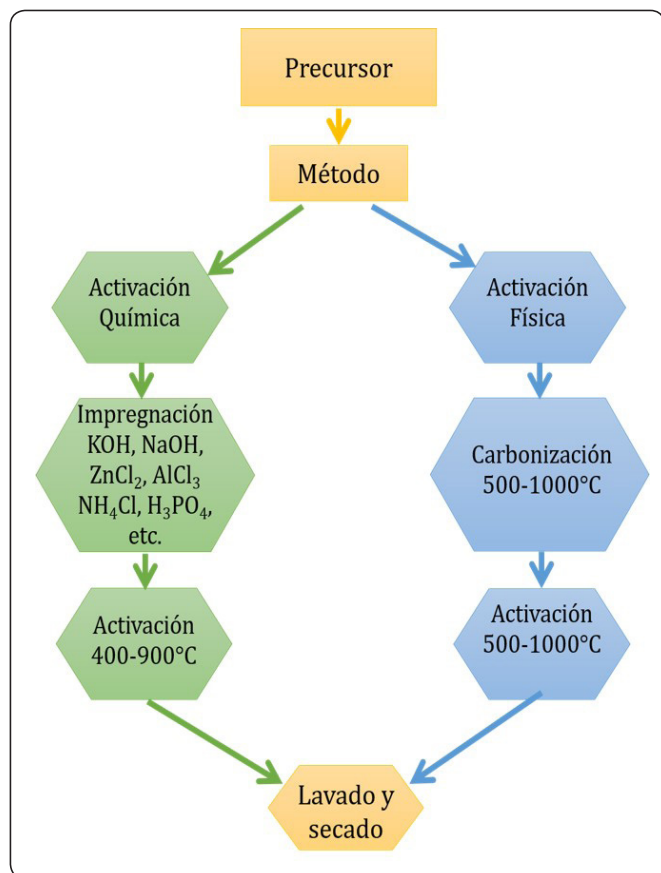 Precursor
Método
Activación
Química
Impregnación
KOH, NaOH,
ZnCl₂, AlCl₃
NH₄Cl, H₃PO₄,
etc.
Activación
400-900°C
Activación
Física
Carbonización
500-1000°C
Activación
500-1000°C
Lavado y
secado